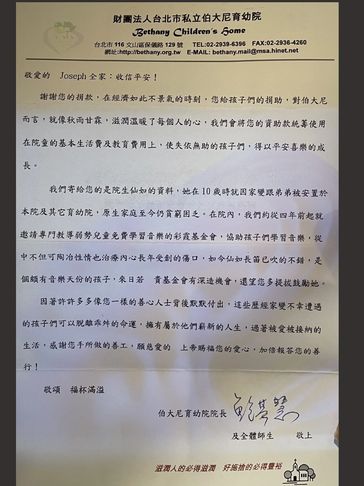 財團法人台北市私立伯大尼育幼院
Bethany Children's Home
台北市 116 文山區保儀路 129 號 TEL:02-2939-6396 FAX:02-2936-4260
網址:http://bethany.org.tw E-MAIL: bethany.mail@msa.hinet.net
敬愛的 Joseph 全家：收信平安！
謝謝您的捐款，在經濟如此不景氣的時刻，您給孩子們的捐助，對伯大尼
而言，就像秋雨甘霖，滋潤溫暖了每個人的心，我們會將您的資助款統籌使用
在院童的基本生活費及教育費用上，使失依無助的孩子們，得以平安喜樂的成
長。
我們寄給您的是院生仙如的資料，她在 10 歲時就因家變跟弟弟被安置於
本院及其它育幼院，原生家庭至今仍貧窮困乏。在院內，我們約從四年前起就
邀請專門教導弱勢兒童免費學習音樂的彩霞基金會，協助孩子們學習音樂，從
中不但可陶冶性情也治療內心長年受創的傷口，如今仙如長笛已吹的不錯，是
個頗有音樂天份的孩子，來日若 貴基金會有深造機會，還望您多提拔鼓勵她。
因著許許多多像您一樣的善心人士背後默默付出，這些歷經家變不幸遭遇
的孩子們可以脫離乖舛的命運，擁有屬於他們嶄新的人生，過著被愛被接納的
生活，感謝您手所做的善工，願慈愛的 上帝賜福您的愛心，加倍報答您的善
行！
敬頌 福杯滿溢
伯大尼育幼院院長
及全體師生 敬上
滋潤人的必得滋潤 好施捨的必得豐裕